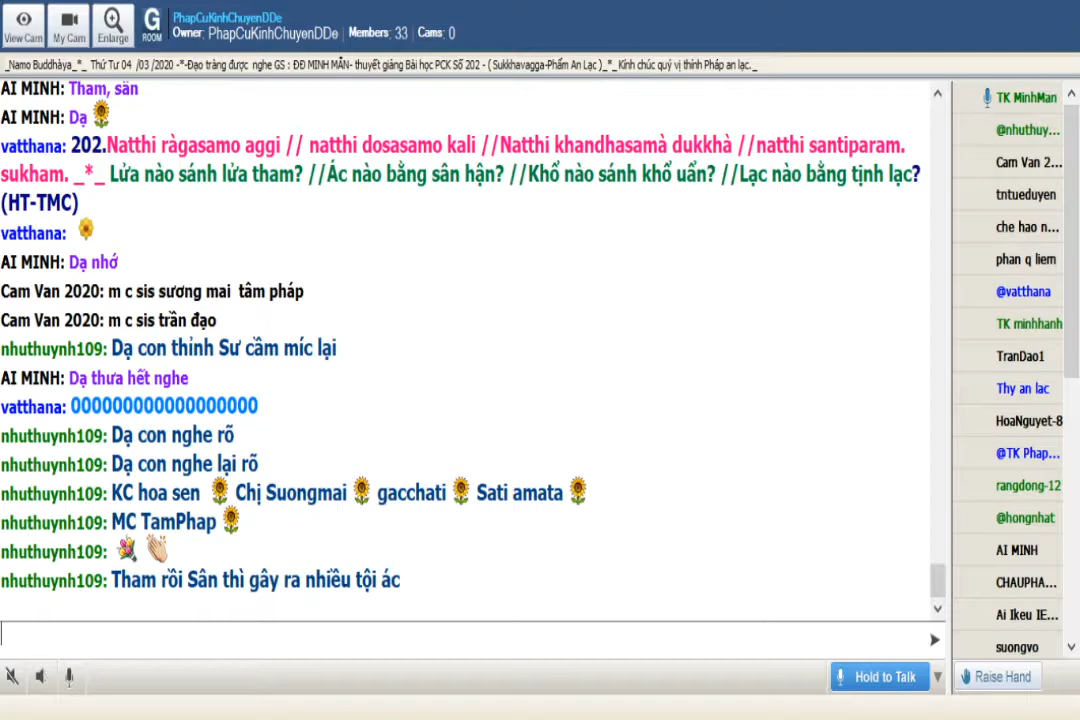 PhapCuKinhChuyenDDe
Owner: PhapCuKinhChuyenDDe Members: 33 Cams: 0
View Cam My Cam Enlarge G ROOM
_Namo Buddhàya_*_ Thứ Tư 04 /03 /2020 -*-Đạo tràng được nghe GS : ĐĐ MINH MẪN- thuyết giảng Bài học PCK Số 202 - ( Sukkhavagga-Phẩm An Lạc )_*_Kính chúc quý vị thính Pháp an lạc._
AI MINH: Tham, sân
AI MINH: Dạ
vatthana: 202.Natthi ràgasamo aggi // natthi dosasamo kali //Natthi khandhasamà dukkhà //natthi santiparam.
sukham. _*_ Lửa nào sánh lửa tham? //Ác nào bằng sân hận? //Khổ nào sánh khổ uẩn? //Lạc nào bằng tịnh lạc?
(HT-TMC)
vatthana:
AI MINH: Dạ nhớ
Cam Van 2020: m c sis sương mai tâm pháp
Cam Van 2020: m c sis trần đạo
nhuthuynh109: Dạ con thỉnh Sư cầm míc lại
AI MINH: Dạ thưa hết nghe
vatthana: 000000000000000000
nhuthuynh109: Dạ con nghe rõ
nhuthuynh109: Dạ con nghe lại rõ
nhuthuynh109: KC hoa sen Chị Suongmai gacchati Sati amata
nhuthuynh109: MC TamPhap
nhuthuynh109:
nhuthuynh109: Tham rồi Sân thì gây ra nhiều tội ác
TK MinhMan
@nhuthuy...
Cam Van 2...
tntueduyen
che hao n...
phan q liem
@vatthana
TK minhhanh
TranDao1
Thy an lac
HoaNguyet-8
@TK Phap...
rangdong-12
@hongnhat
AI MINH
CHAUPHA...
Ai Ikeu IE...
suongvo
Hold to Talk
Raise Hand